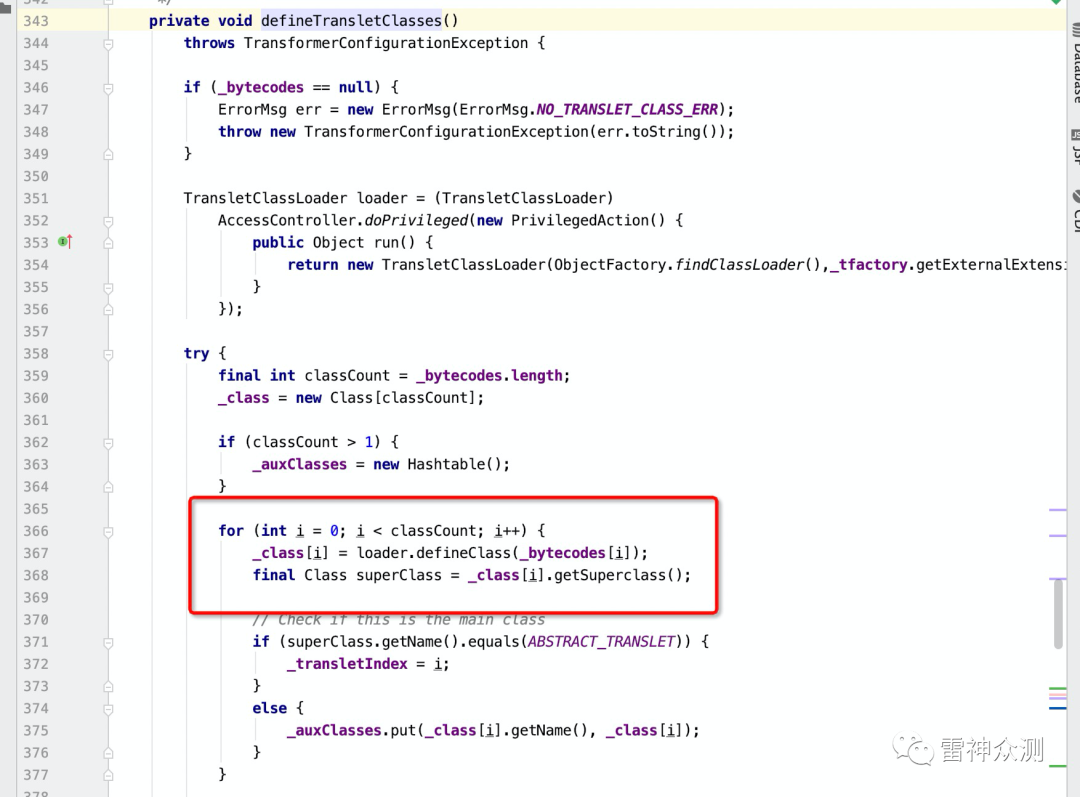 342 */
343 private void defineTransletClasses()
344 throws TransformerConfigurationException {
345
346 if (_bytecodes == null) {
347 ErrorMsg err = new ErrorMsg(ErrorMsg.NO_TRANSLET_CLASS_ERR);
348 throw new TransformerConfigurationException(err.toString());
349 }
350
351 TransletClassLoader loader = (TransletClassLoader)
352 AccessController.doPrivileged(new PrivilegedAction() {
353 public Object run() {
354 return new TransletClassLoader(ObjectFactory.findClassLoader(),_tfactory.getExternalExtensi
355 }
356 });
357
358 try {
359 final int classCount = _bytecodes.length;
360 _class = new Class[classCount];
361
362 if (classCount > 1) {
363 _auxClasses = new Hashtable();
364 }
365
366 for (int i = 0; i < classCount; i++) {
367 _class[i] = loader.defineClass(_bytecodes[i]);
368 final Class superClass = _class[i].getSuperclass();
369
370 // Check if this is the main class
371 if (superClass.getName().equals(ABSTRACT_TRANSLET)) {
372 _transletIndex = i;
373 }
374 else {
375 _auxClasses.put(_class[i].getName(), _class[i]);
376 }
377 }
378
Database
雷神众测